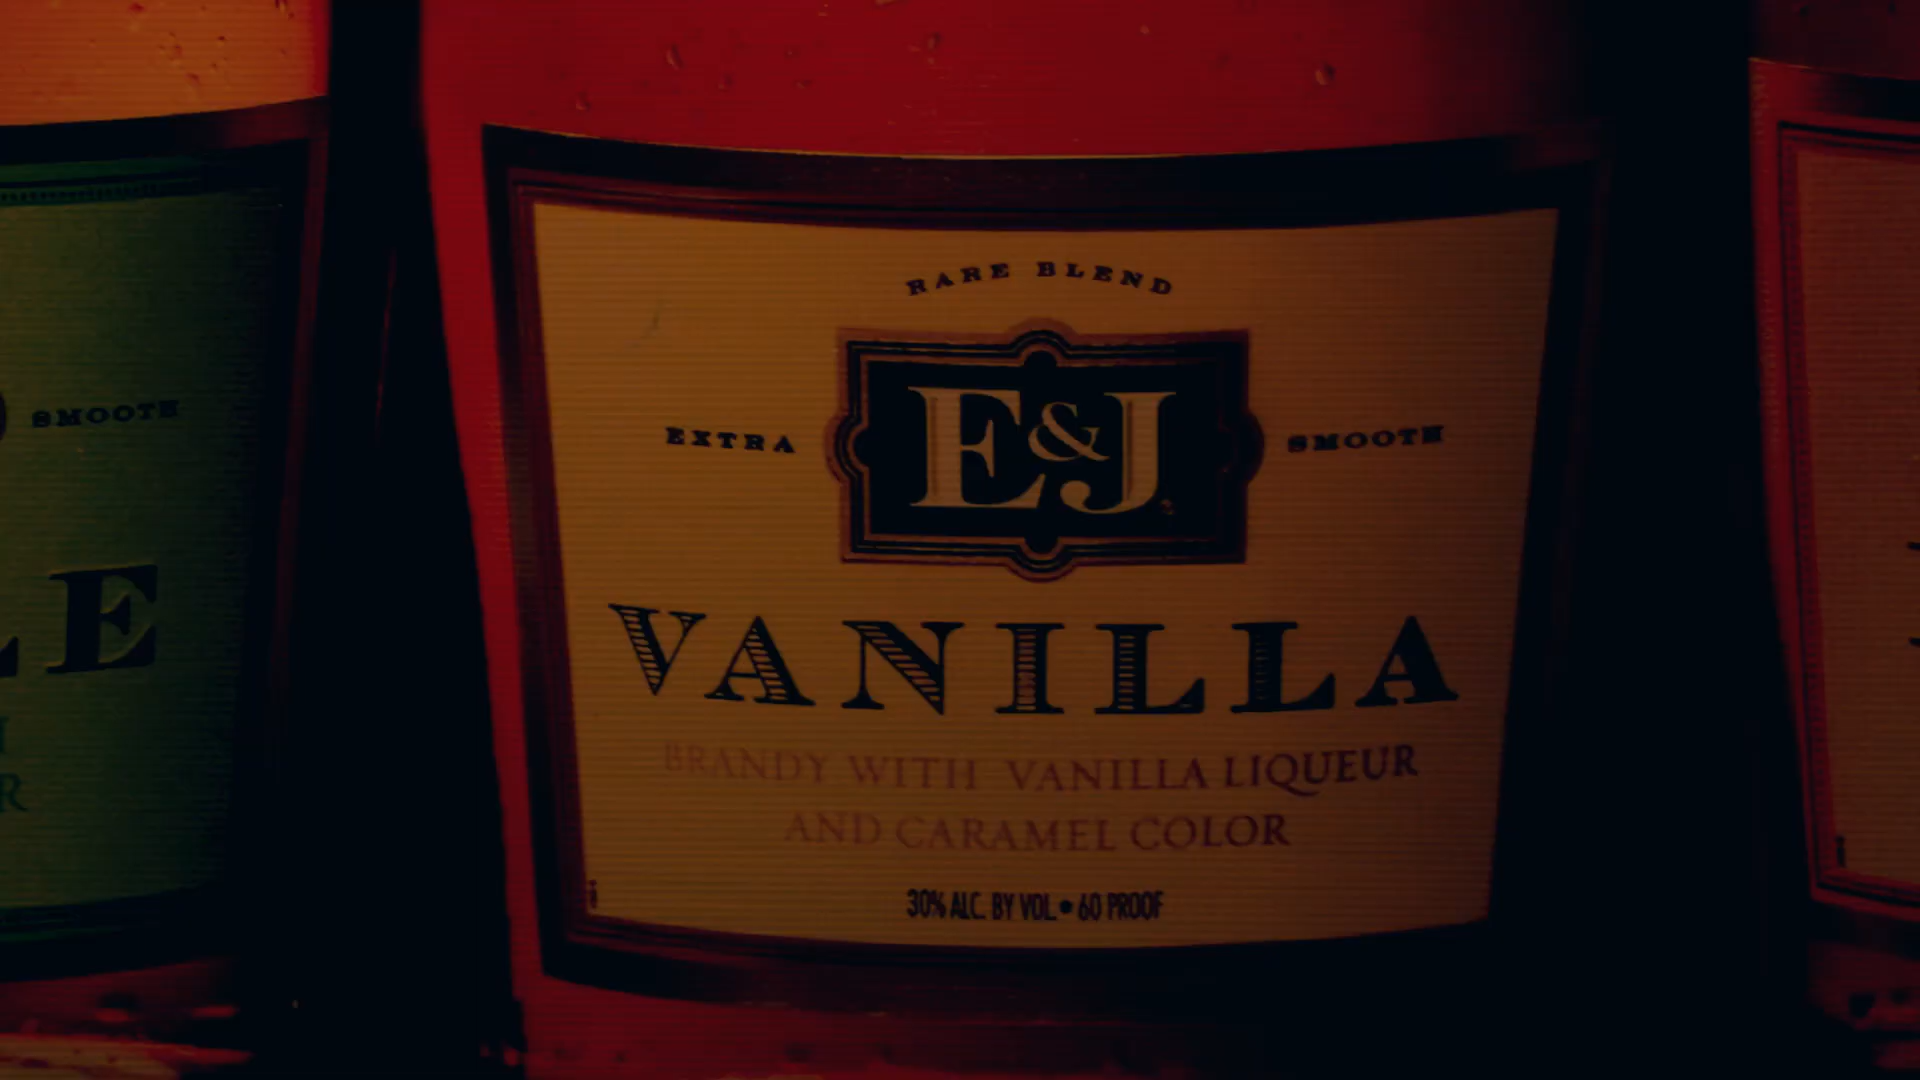 RARE BLEND
EXTRA E&J SMOOTH
VANILLA
BRANDY WITH VANILLA LIQUEUR
AND CARAMEL COLOR
30% ALC. BY VOL. • 60 PROOF
SMOOTH